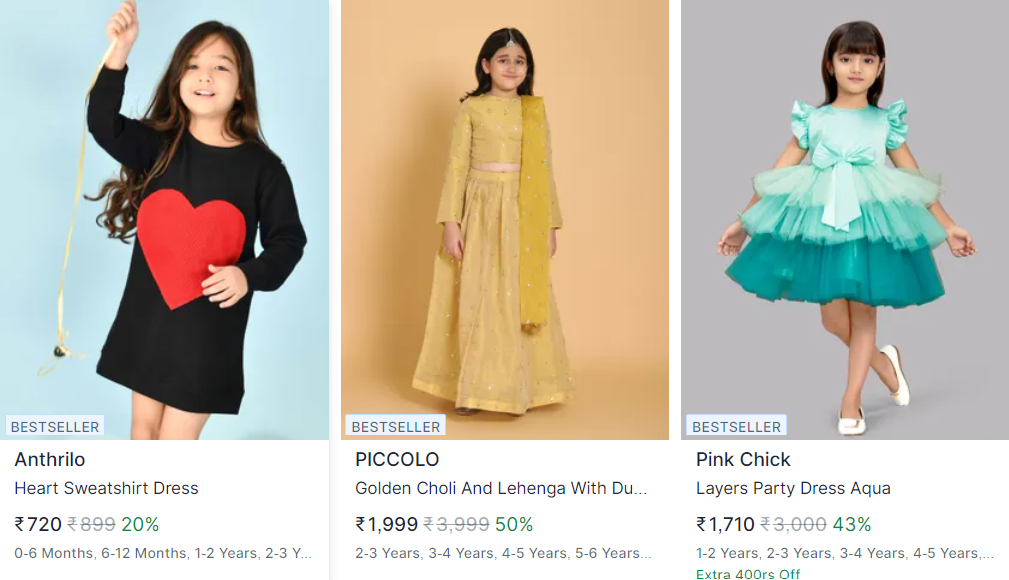 BESTSELLER
Anthrilo
Heart Sweatshirt Dress
₹720 ₹899 20%
0-6 Months, 6-12 Months, 1-2 Years, 2-3 Y...
BESTSELLER
PICCOLO
Golden Choli And Lehenga With Du...
₹1,999 ₹3,999 50%
2-3 Years, 3-4 Years, 4-5 Years, 5-6 Years...
BESTSELLER
Pink Chick
Layers Party Dress Aqua
₹1,710 ₹3,000 43%
1-2 Years, 2-3 Years, 3-4 Years, 4-5 Years,...
Extra 400rs Off